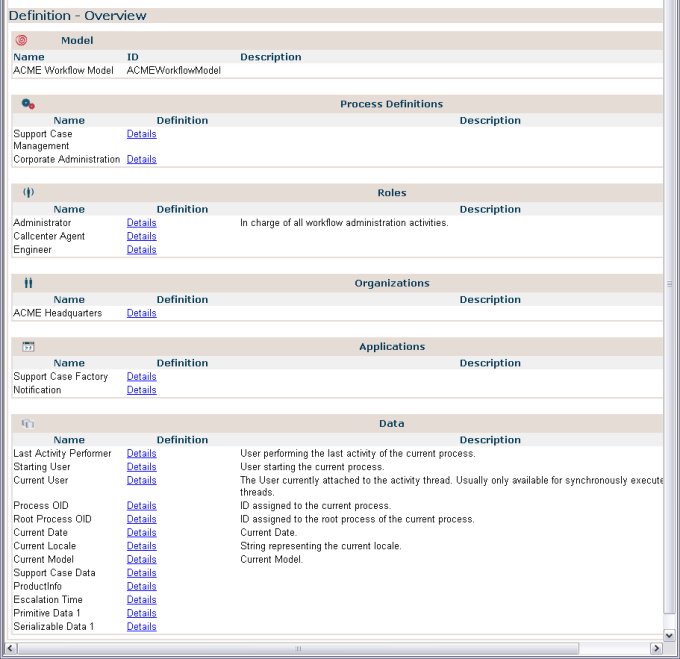 Definition - Overview
Model
Name ID Description
ACME Workflow Model ACMEWorkflowModel
Process Definitions
Name Definition Description
Support Case Details
Management
Corporate Administration Details
Roles
Name Definition Description
Administrator Details In charge of all workflow administration activities.
Callcenter Agent Details
Engineer Details
Organizations
Name Definition Description
ACME Headquarters Details
Applications
Name Definition Description
Support Case Factory Details
Notification Details
Data
Name Definition Description
Last Activity Performer Details User performing the last activity of the current process.
Starting User Details User starting the current process.
Current User Details The User currently attached to the activity thread. Usually only available for synchronously execute
threads.
Process OID Details ID assigned to the current process.
Root Process OID Details ID assigned to the root process of the current process.
Current Date Details Current Date.
Current Locale Details String representing the current locale.
Current Model Details Current Model.
Support Case Data Details
ProductInfo Details
Escalation Time Details
Primitive Data 1 Details
Serializable Data 1 Details